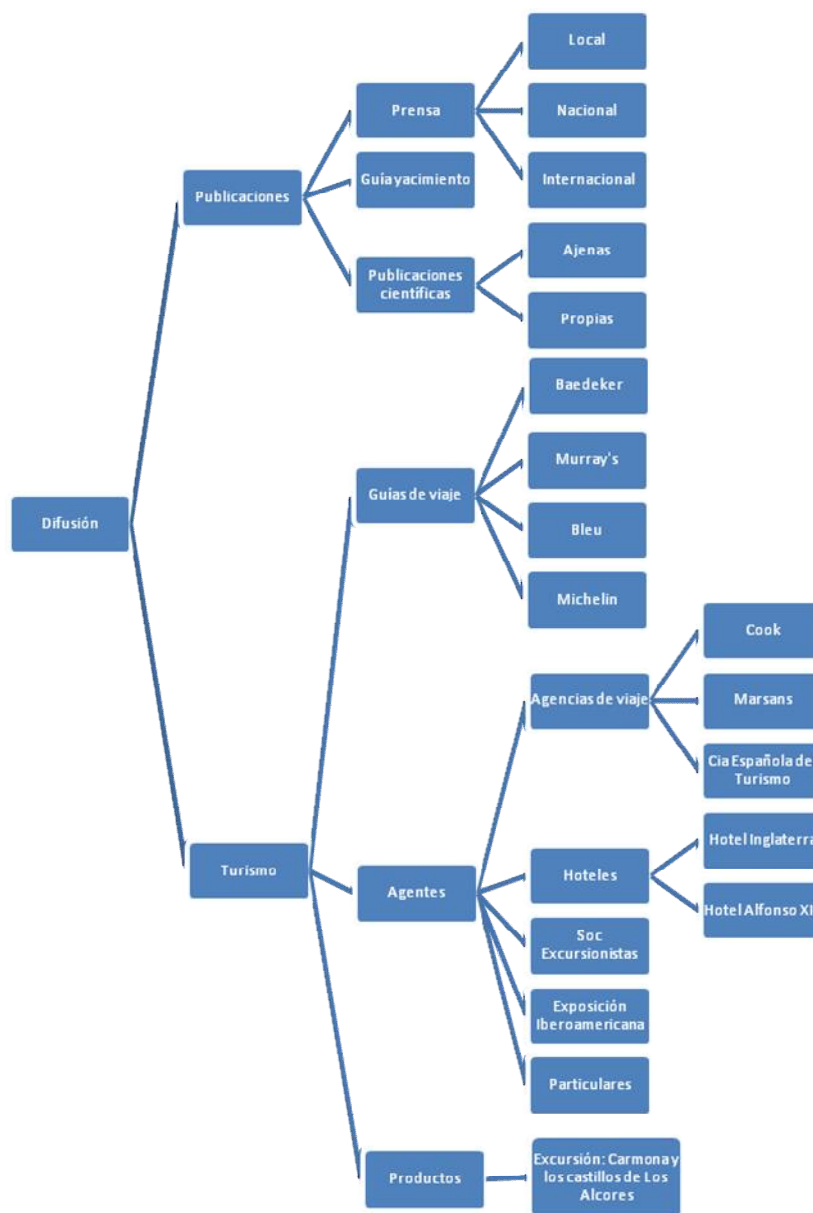 Local
Prensa
Nacional
Guía yacimiento
Internacional
Publicaciones
Publicaciones
científicas
Ajenas
Propias
Baedeker
Murray's
Guías de viaje
Bleu
Difusión
Michelin
Cook
Agencias de viaje
Marsans
Cia Española de
Turismo
Hotel Inglaterra
Turismo
Agentes
Hoteles
Hotel Alfonso XI
Soc
Excursionistas
Exposición
Iberoamericana
Particulares
Productos
Excursión: Carmona y
los castillos de Los
Alcores